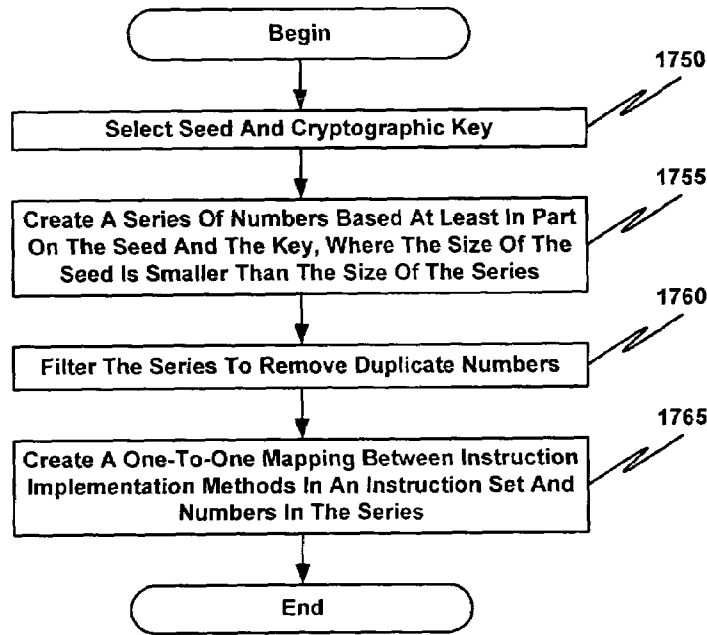 Begin
1750
Select Seed And Cryptographic Key
1755
Create A Series Of Numbers Based At Least In Part
On The Seed And The Key, Where The Size Of The
Seed Is Smaller Than The Size Of The Series
1760
Filter The Series To Remove Duplicate Numbers
1765
Create A One-To-One Mapping Between Instruction
Implementation Methods In An Instruction Set And
Numbers In The Series
End